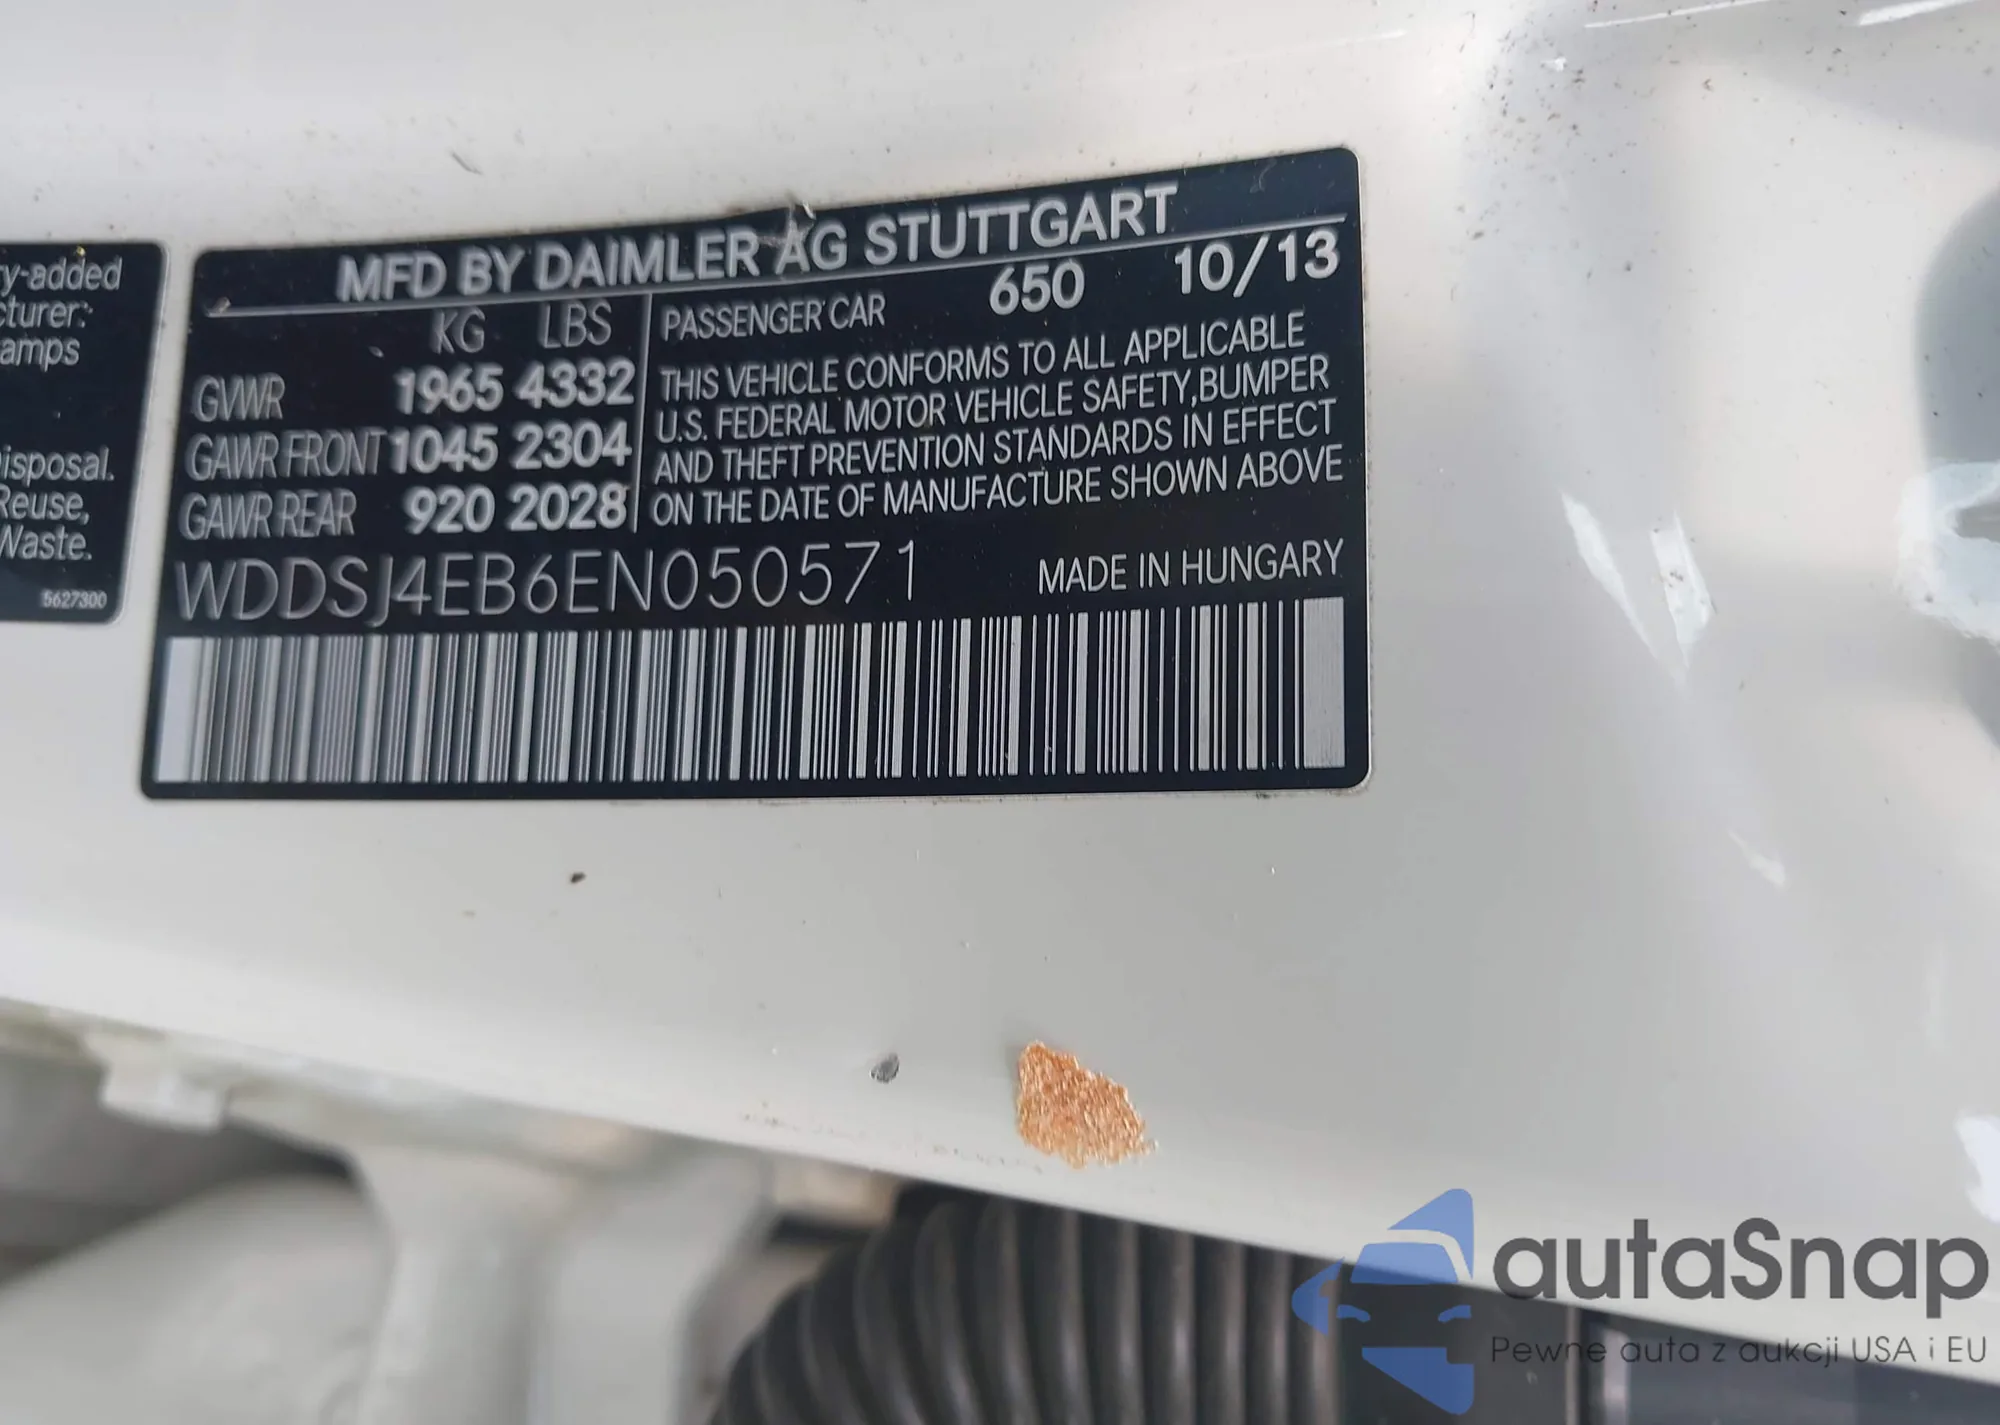 y-added
cturer:
amps
isposal.
Reuse,
Waste.
5627300
MFD BY DAIMLER AG STUTTGART
KG LBS
PASSENGER CAR 650 10/13
GVWR 1965 4332
GAWR FRONT 1045 2304
GAWR REAR 920 2028
THIS VEHICLE CONFORMS TO ALL APPLICABLE
U.S. FEDERAL MOTOR VEHICLE SAFETY,BUMPER
AND THEFT PREVENTION STANDARDS IN EFFECT
ON THE DATE OF MANUFACTURE SHOWN ABOVE
WDDSJ4EB6EN050571
MADE IN HUNGARY
autaSnap
Pewne auta z aukcji USA i EU